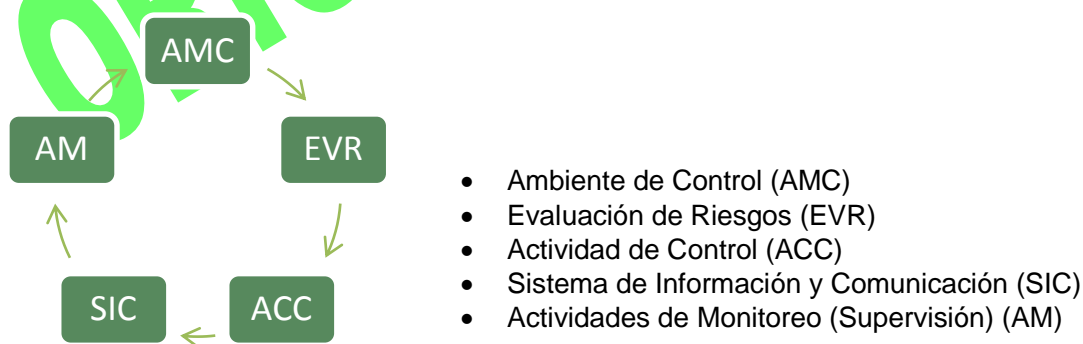 AMC
AM
EVR
SIC
ACC
• Ambiente de Control (AMC)
• Evaluación de Riesgos (EVR)
• Actividad de Control (ACC)
• Sistema de Información y Comunicación (SIC)
• Actividades de Monitoreo (Supervisión) (AM)